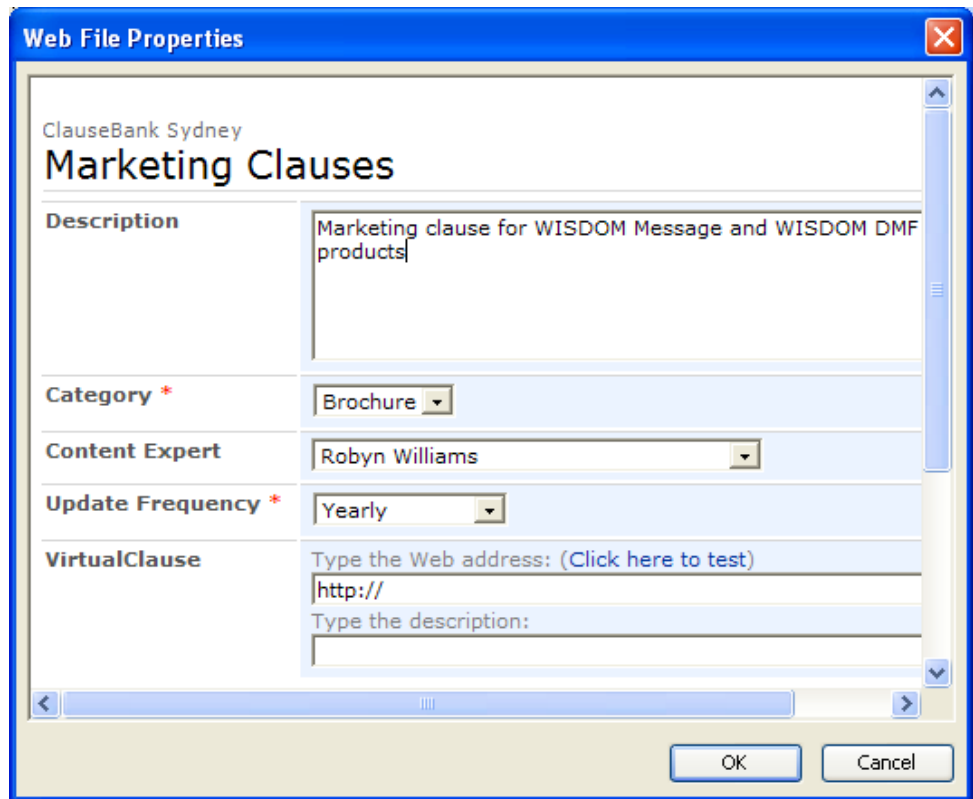 Web File Properties
ClauseBank Sydney
Marketing Clauses
Description
Marketing clause for WISDOM Message and WISDOM DMF
products
Category *
Brochure
Content Expert
Robyn Williams
Update Frequency *
Yearly
VirtualClause
Type the Web address: (Click here to test)
http://
Type the description:
OK
Cancel